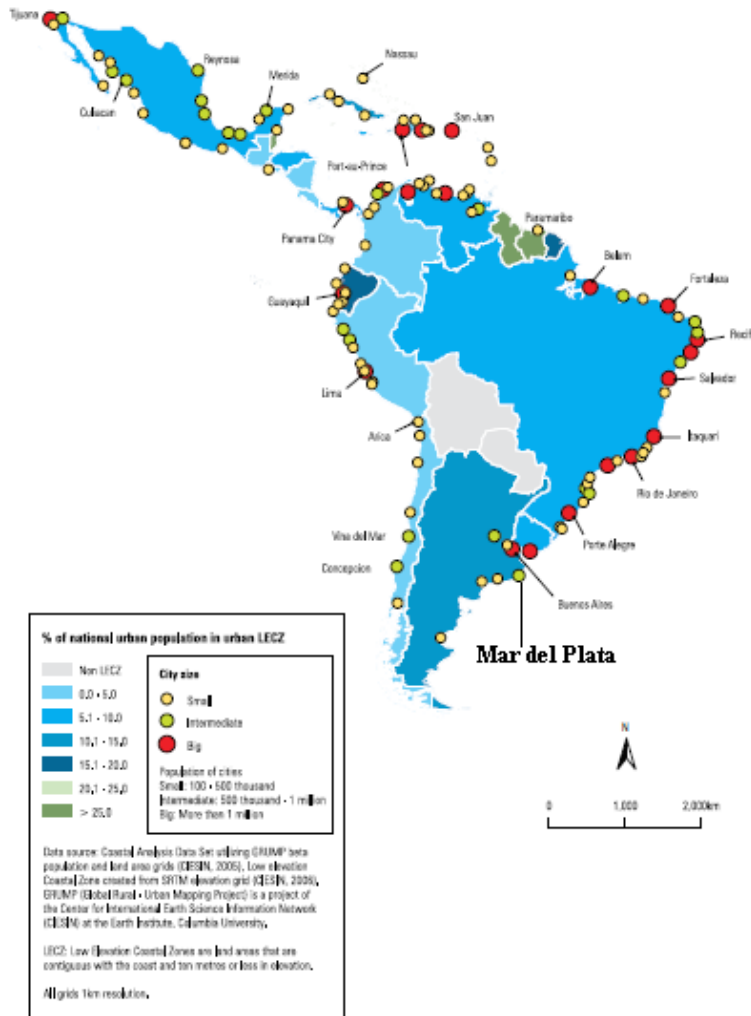 Tijuana
Reynosa
Nassau
Merida
Culiacan
San Juan
Port-au-Prince
Paramaribo
Panama City
Belem
Fortaleza
Guayaquil
Recif
Lima
Salvador
Arica
Itaquari
Rio de Janeiro
Vina del Mar
Porte Alegre
Concepcion
Buenos Aires
Mar del Plata
% of national urban population in urban LECZ
Non LECZ
0,0 - 5,0
5,1 - 10,0
10,1 - 15,0
15,1 - 20,0
20,1 - 25,0
> 25,0
City size
Small
Intermediate
Big
Population of cities
Small: 100 - 500 thousand
Intermediate: 500 thousand - 1 million
Big: More than 1 million
N
0 1,000 2,000km
Data source: Coastal Analysis Data Set utilizing GRUMP beta
population and land area grids (CIESIN, 2005), Low elevation
Coastal Zone created from SRTM elevation grid (CIESIN, 2006),
GRUMP (Global Rural - Urban Mapping Project) is a project of
the Center for International Earth Science Information Network
(CIESIN) at the Earth Institute, Columbia University,
LECZ: Low Elevation Coastal Zones are land areas that are
contiguous with the coast and ten metres or less in elevation.
All grids 1km resolution,